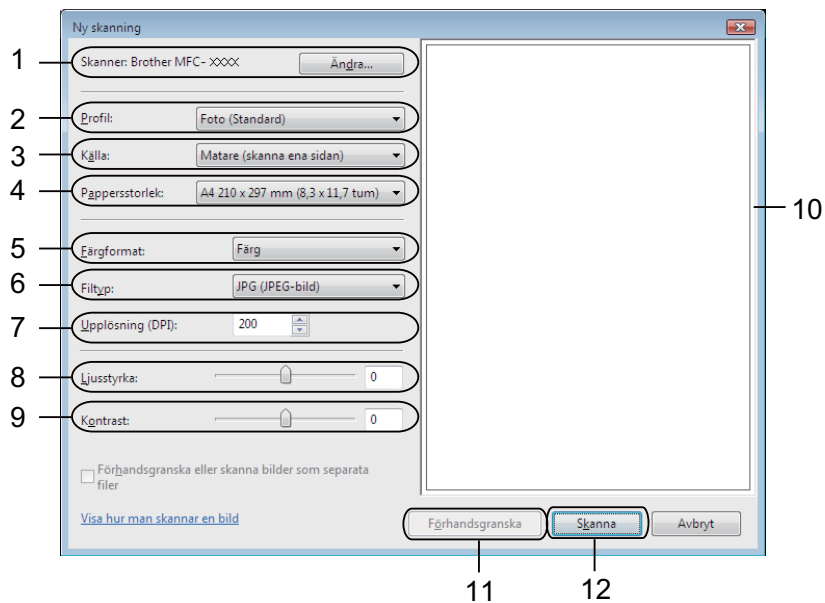 Ny skanning
1 Skanner: Brother MFC- XXXX Ändra...
2 Profil: Foto (Standard)
3 Källa: Matare (skanna ena sidan)
4 Pappersstorlek: A4 210 x 297 mm (8,3 x 11,7 tum)
10
5 Färgformat: Färg
6 Filtyp: JPG (JPEG-bild)
7 Upplösning (DPI): 200
8 Ljusstyrka: 0
9 Kontrast: 0
Förhandsgranska eller skanna bilder som separata
filer
Visa hur man skannar en bild Förhandsgranska Skanna Avbryt
11 12